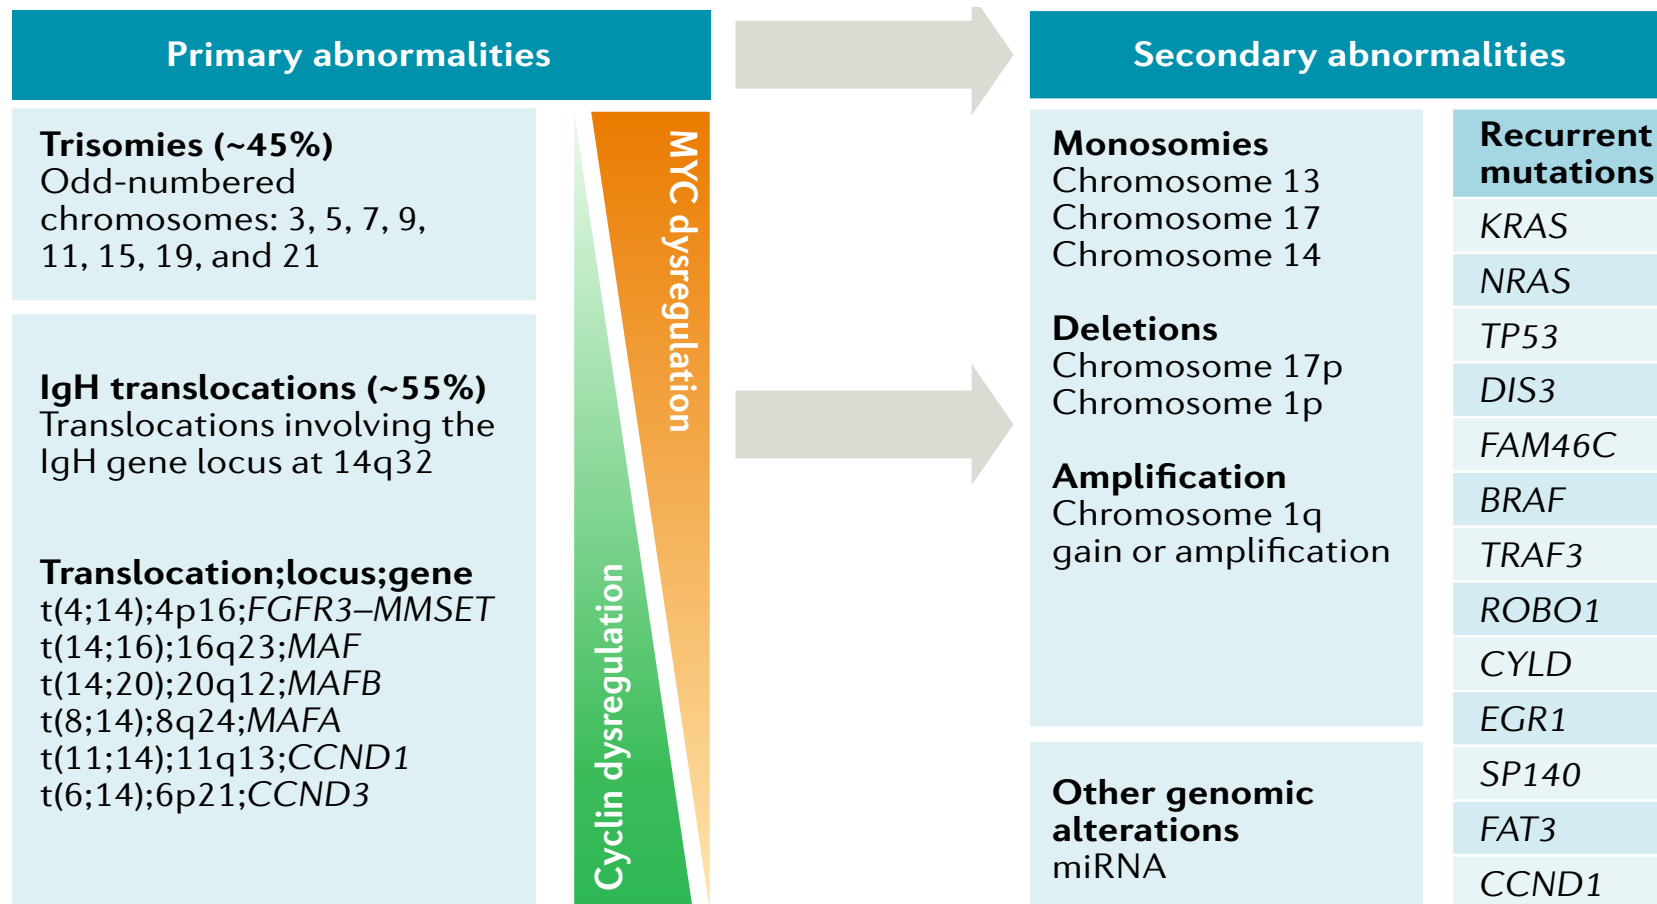 Primary abnormalities
Trisomies (~45%)
Odd-numbered
chromosomes: 3, 5, 7, 9,
11, 15, 19, and 21
IgH translocations (~55%)
Translocations involving the
IgH gene locus at 14q32
Translocation;locus;gene
t(4;14);4p16;FGFR3–MMSET
t(14;16);16q23;MAF
t(14;20);20q12;MAFB
t(8;14);8q24;MAFA
t(11;14);11q13;CCND1
t(6;14);6p21;CCND3
Cyclin dysregulation
MYC dysregulation
Secondary abnormalities
Monosomies
Chromosome 13
Chromosome 17
Chromosome 14
Deletions
Chromosome 17p
Chromosome 1p
Amplification
Chromosome 1q
gain or amplification
Other genomic
alterations
miRNA
Recurrent
mutations
KRAS
NRAS
TP53
DIS3
FAM46C
BRAF
TRAF3
ROBO1
CYLD
EGR1
SP140
FAT3
CCND1